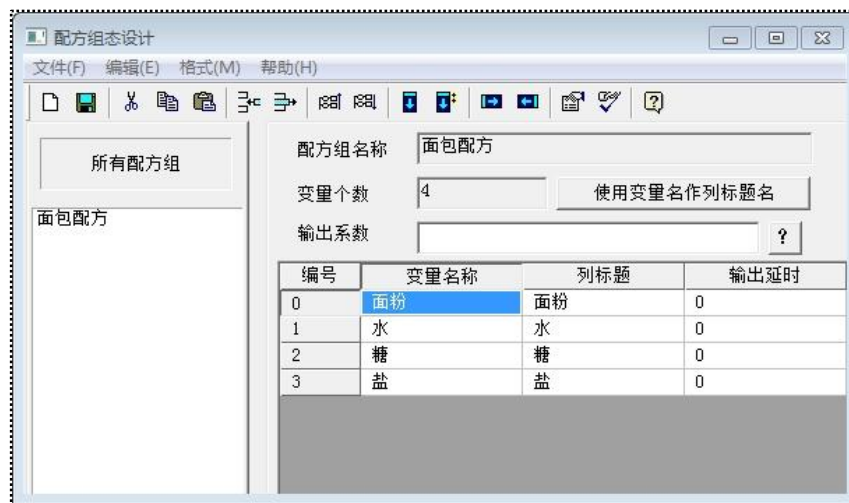 配方组态设计
文件(F) 编辑(E) 格式(M) 帮助(H)
所有配方组
面包配方
配方组名称 面包配方
变量个数 4 使用变量名作列标题名
输出系数 ?
编号 变量名称 列标题 输出延时
0 面粉 面粉 0
1 水 水 0
2 糖 糖 0
3 盐 盐 0